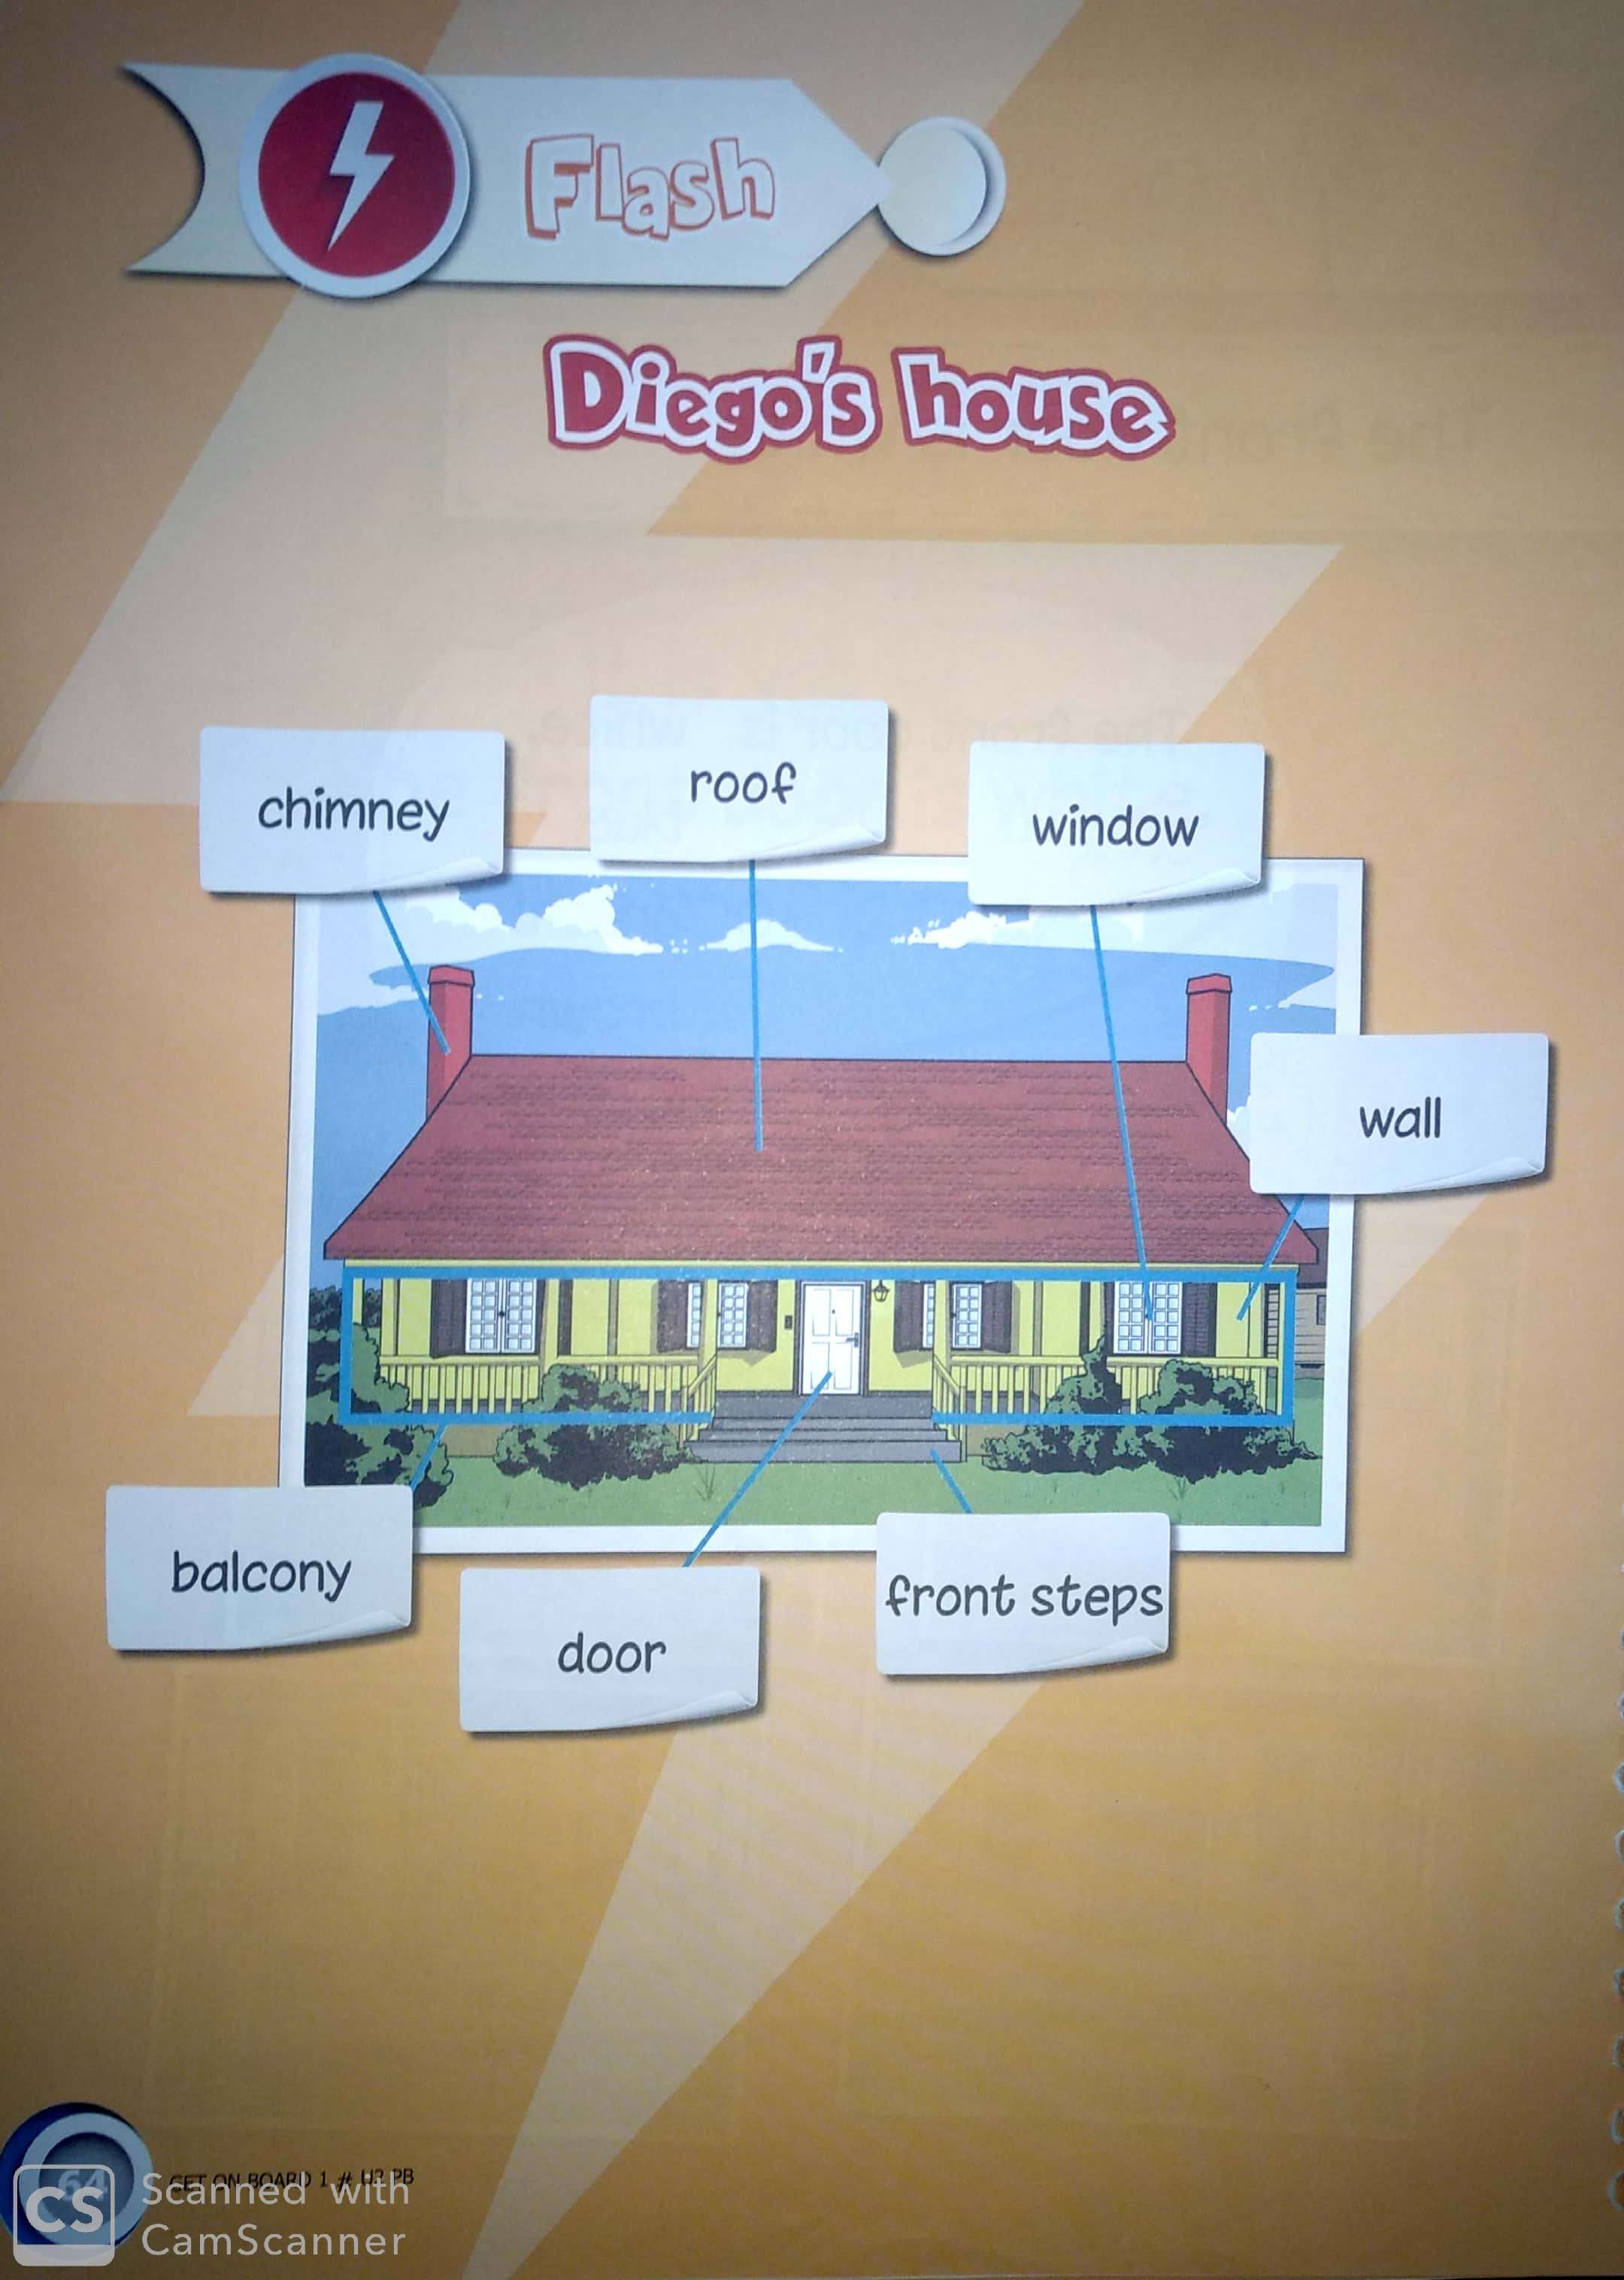 Flash
Diego's house
chimney
roof
window
wall
balcony
door
front steps
64
GET ON BOARD 1 # U2 PB
CS
Scanned with
CamScanner